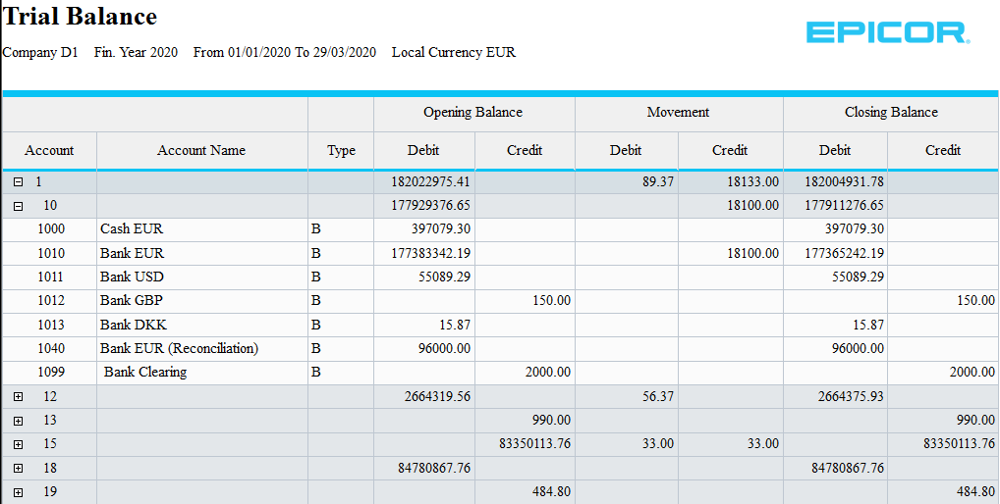 Trial Balance
EPICOR.
Company D1 Fin. Year 2020 From 01/01/2020 To 29/03/2020 Local Currency EUR
Opening Balance Movement Closing Balance
Account Account Name Type Debit Credit Debit Credit Debit Credit
1 182022975.41 89.37 18133.00 182004931.78
10 177929376.65 18100.00 177911276.65
1000 Cash EUR B 397079.30 397079.30
1010 Bank EUR B 177383342.19 18100.00 177365242.19
1011 Bank USD B 55089.29 55089.29
1012 Bank GBP B 150.00 150.00
1013 Bank DKK B 15.87 15.87
1040 Bank EUR (Reconciliation) B 96000.00 96000.00
1099 Bank Clearing B 2000.00 2000.00
12 2664319.56 56.37 2664375.93
13 990.00 990.00
15 83350113.76 33.00 33.00 83350113.76
18 84780867.76 84780867.76
19 484.80 484.80